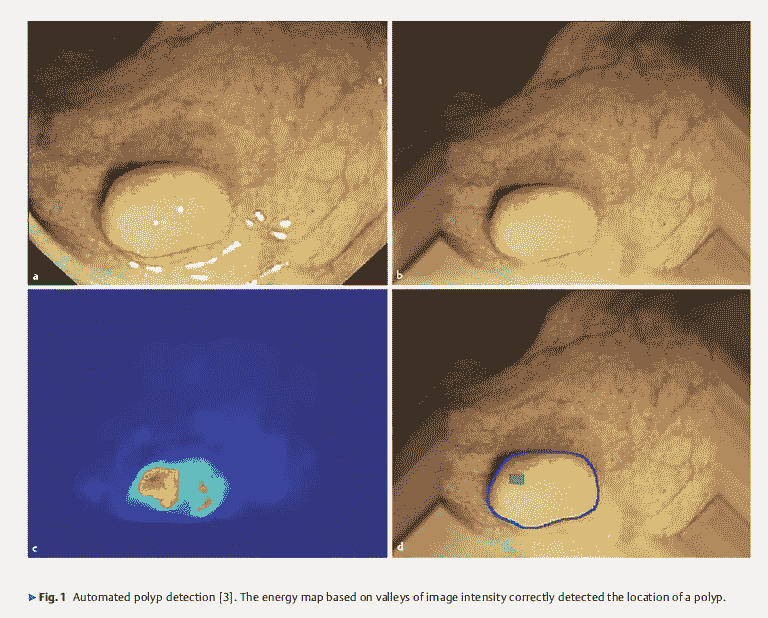 a
b
c
d
▶ Fig. 1 Automated polyp detection [3]. The energy map based on valleys of image intensity correctly detected the location of a polyp.